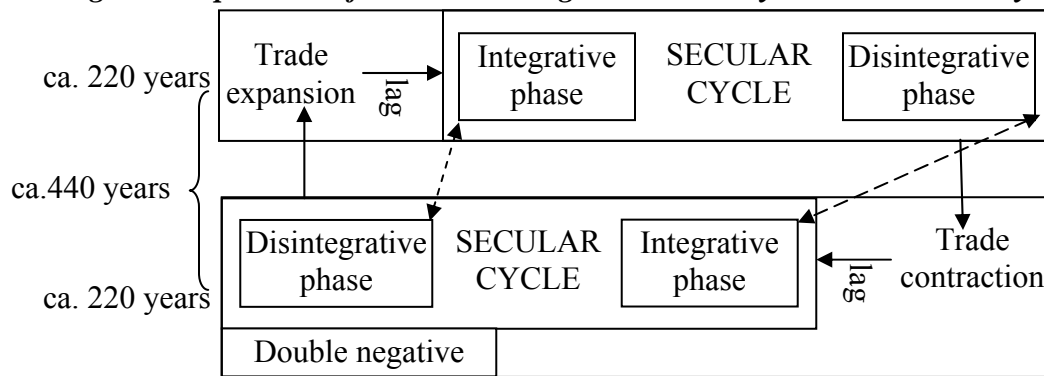 ca. 220 years
Trade
expansion
lag
Integrative
phase
SECULAR
CYCLE
Disintegrative
phase
ca.440 years
Disintegrative
phase
SECULAR
CYCLE
Integrative
phase
lag
Trade
contraction
ca. 220 years
Double negative